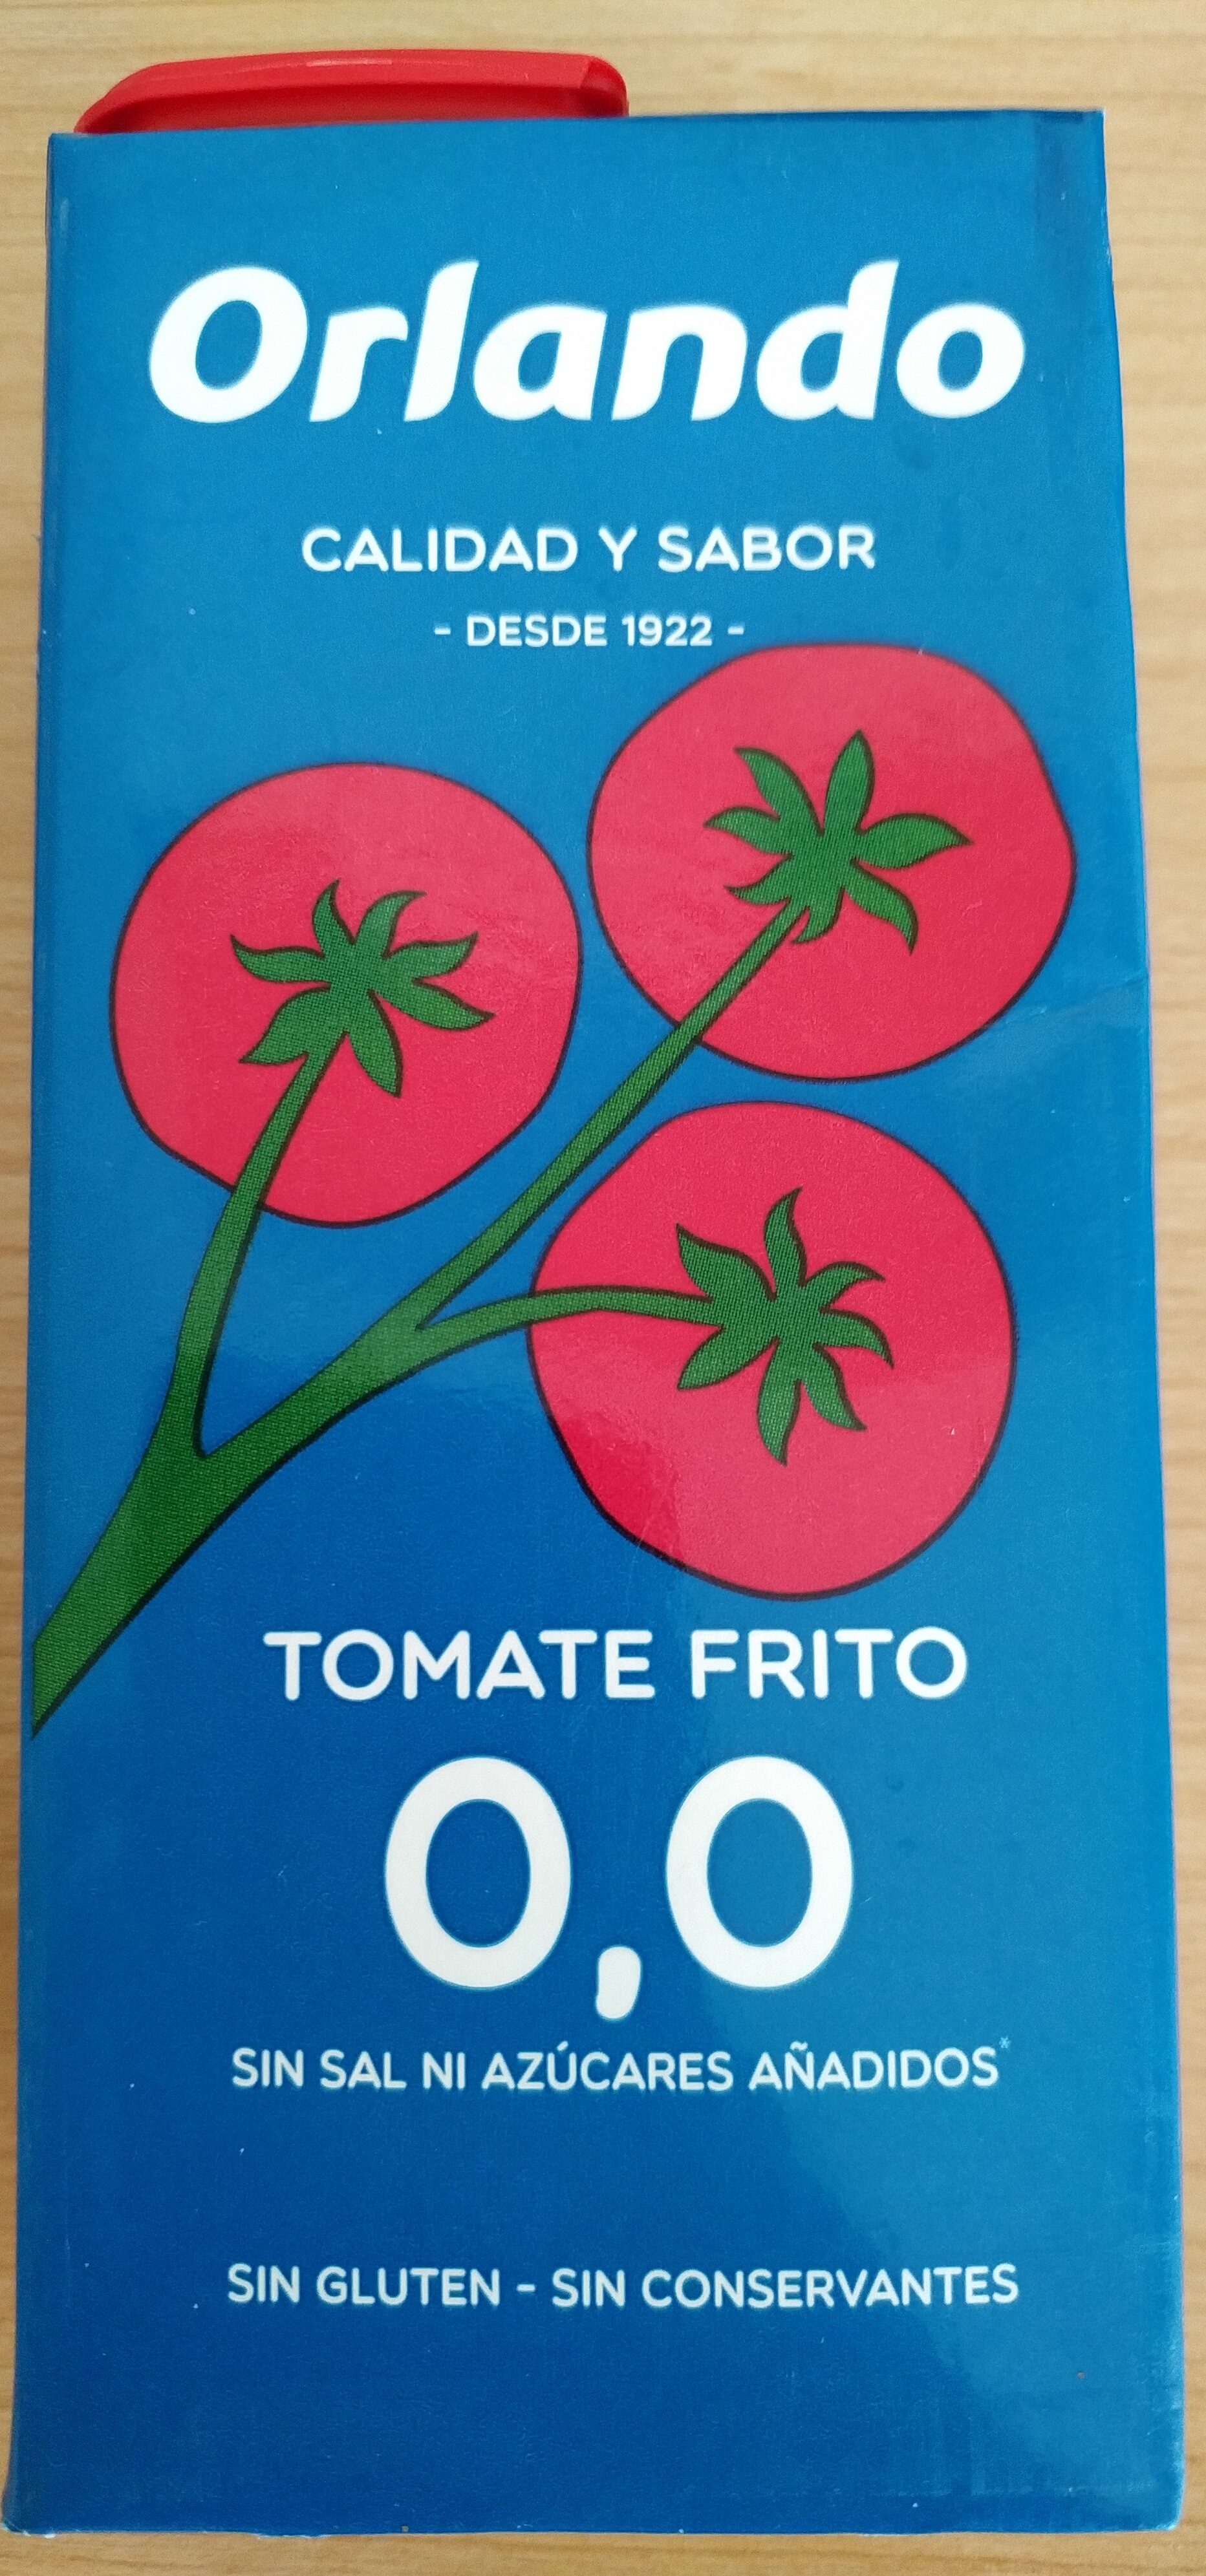 Orlando
CALIDAD Y SABOR
- DESDE 1922 -
TOMATE FRITO
0,0
SIN SAL NI AZÚCARES AÑADIDOS*
SIN GLUTEN - SIN CONSERVANTES